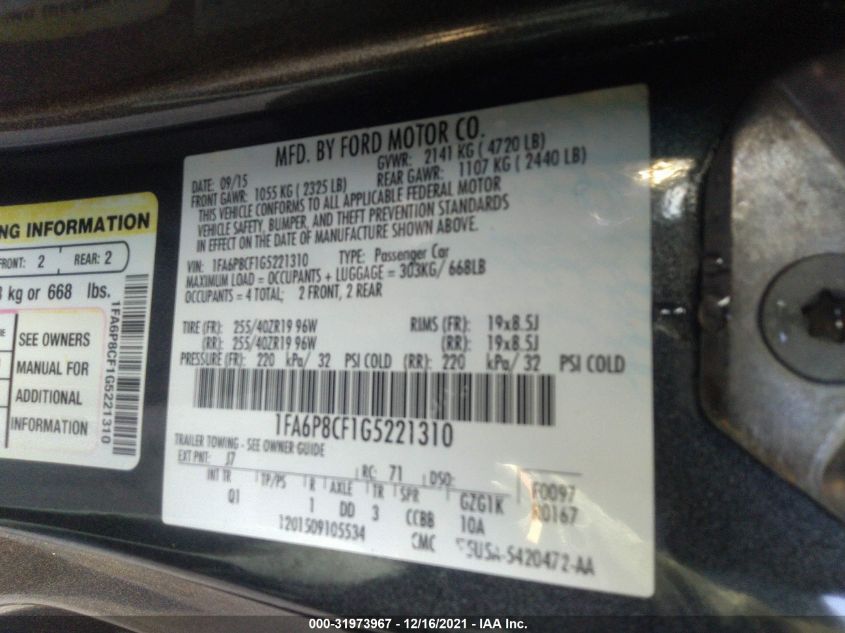 MFD. BY FORD MOTOR CO.
DATE: 09/15 GVWR: 2141 KG ( 4720 LB)
FRONT GAWR: 1055 KG ( 2325 LB) REAR GAWR: 1107 KG ( 2440 LB)
THIS VEHICLE CONFORMS TO ALL APPLICABLE FEDERAL MOTOR
VEHICLE SAFETY, BUMPER, AND THEFT PREVENTION STANDARDS
IN EFFECT ON THE DATE OF MANUFACTURE SHOWN ABOVE.
VIN: 1FA6P8CF1G5221310 TYPE: Passenger Car
MAXIMUM LOAD = OCCUPANTS + LUGGAGE = 303KG/ 668LB
OCCUPANTS = 4 TOTAL; 2 FRONT, 2 REAR
TIRE (FR): 255/40ZR19 96W RIMS (FR): 19x8.5J
(RR): 255/40ZR19 96W (RR): 19x8.5J
PRESSURE (FR): 220 kPa/ 32 PSI COLD (RR): 220 kPa/ 32 PSI COLD
1FA6P8CF1G5221310
TRAILER TOWING - SEE OWNER GUIDE
EXT PNT: J7 RC: 71 DSO: F0097
INT TR TP/PS R AXLE TR SPR GZG1K R0167
Q1 1 DD 3 CCBB 10A
1201509105534 CMC 5U5A-5420472-AA
NG INFORMATION
FRONT: 2 REAR: 2
kg or 668 lbs.
SEE OWNERS
MANUAL FOR
ADDITIONAL
INFORMATION
1FA6P8CF1G5221310
000-31973967 - 12/16/2021 - IAA Inc.